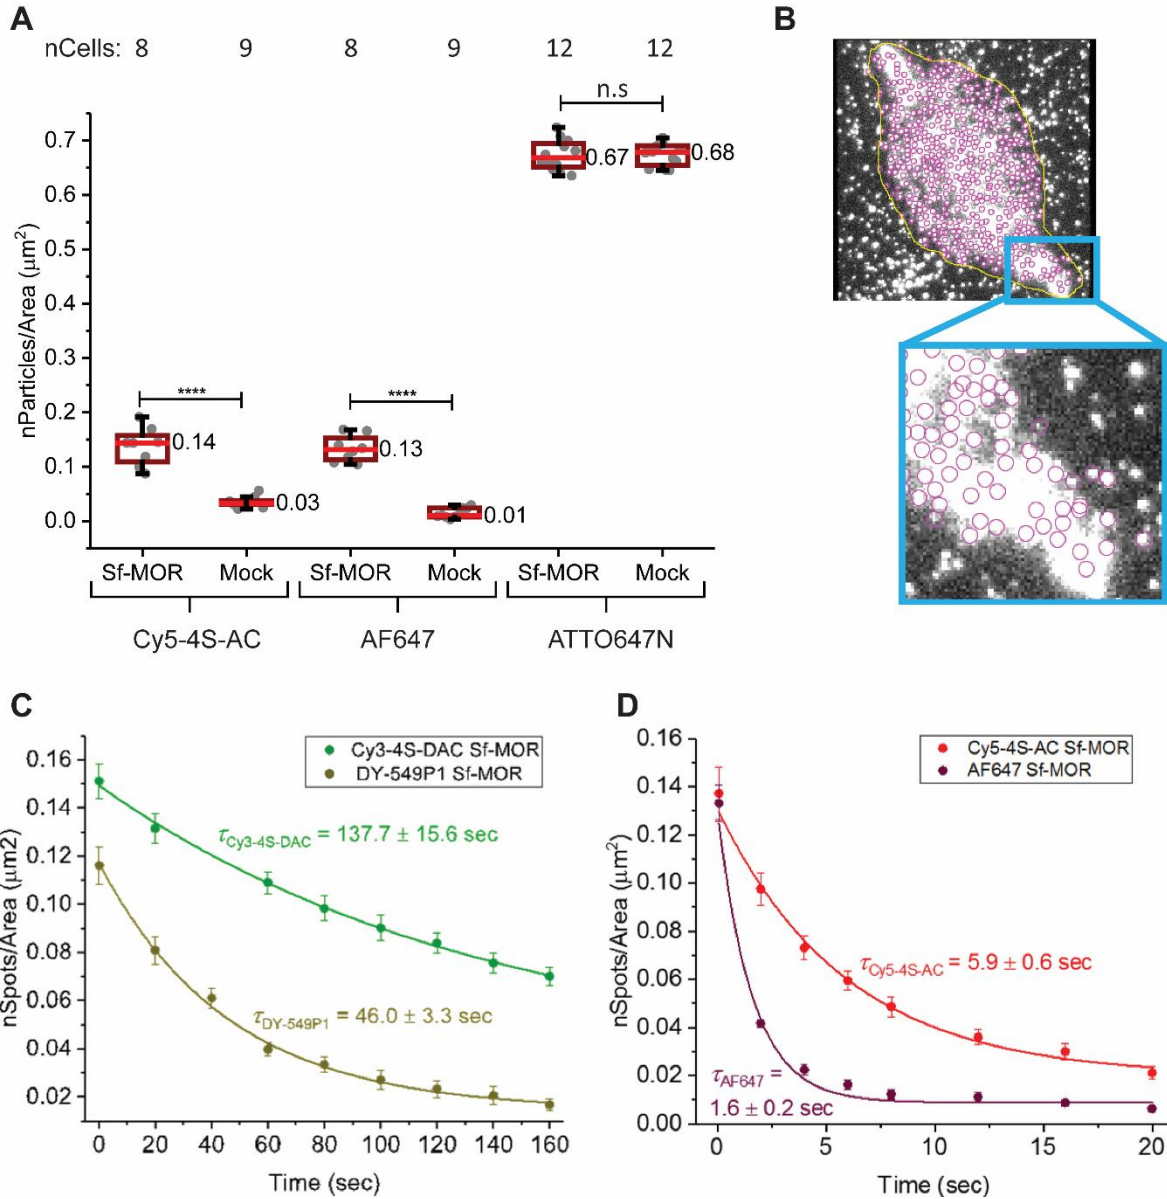 A
nCells: 8 9 8 9 12 12
n.s
0.7
0.6
0.5
0.4
0.3
0.2
0.1
0.0
nParticles/Area (μm²)
**** ****
0.14
0.03
0.13
0.01
0.67
0.68
Sf-MOR Mock Sf-MOR Mock Sf-MOR Mock
Cy5-4S-AC AF647 ATTO647N
B
C
0.16
0.14
0.12
0.10
0.08
0.06
0.04
0.02
nSpots/Area (μm2)
Cy3-4S-DAC Sf-MOR
DY-549P1 Sf-MOR
τCy3-4S-DAC = 137.7 ± 15.6 sec
τDY-549P1 = 46.0 ± 3.3 sec
0 20 40 60 80 100 120 140 160
Time (sec)
D
0.16
0.14
0.12
0.10
0.08
0.06
0.04
0.02
0.00
nSpots/Area (μm²)
Cy5-4S-AC Sf-MOR
AF647 Sf-MOR
τCy5-4S-AC = 5.9 ± 0.6 sec
τAF647 =
1.6 ± 0.2 sec
0 5 10 15 20
Time (sec)